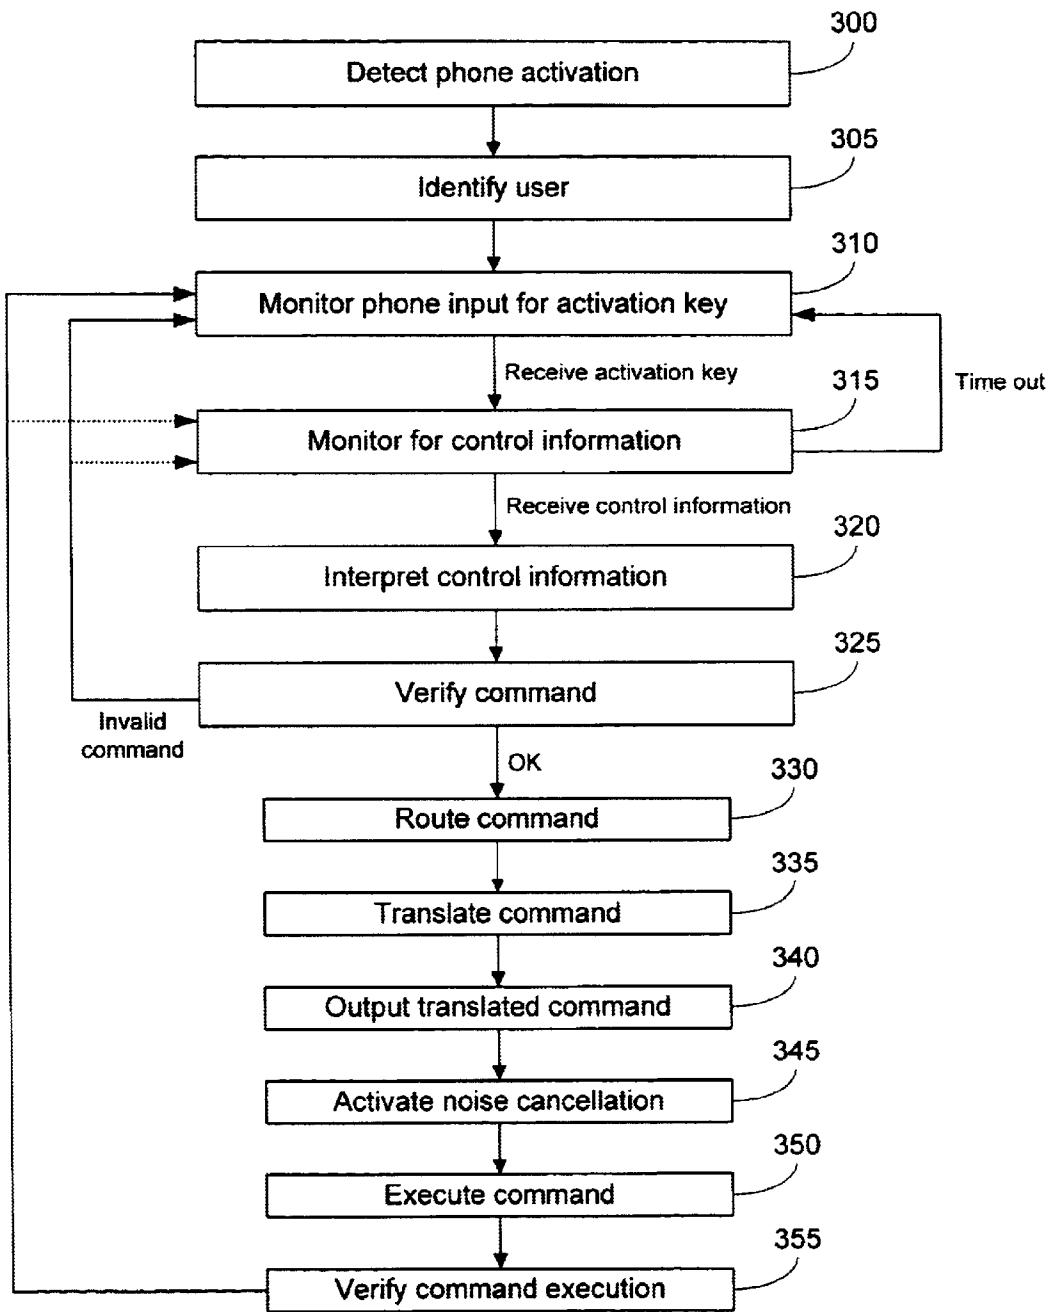 300
Detect phone activation
305
Identify user
310
Monitor phone input for activation key
Receive activation key
315
Time out
Monitor for control information
Receive control information
320
Interpret control information
325
Verify command
Invalid
command
OK
330
Route command
335
Translate command
340
Output translated command
345
Activate noise cancellation
350
Execute command
355
Verify command execution